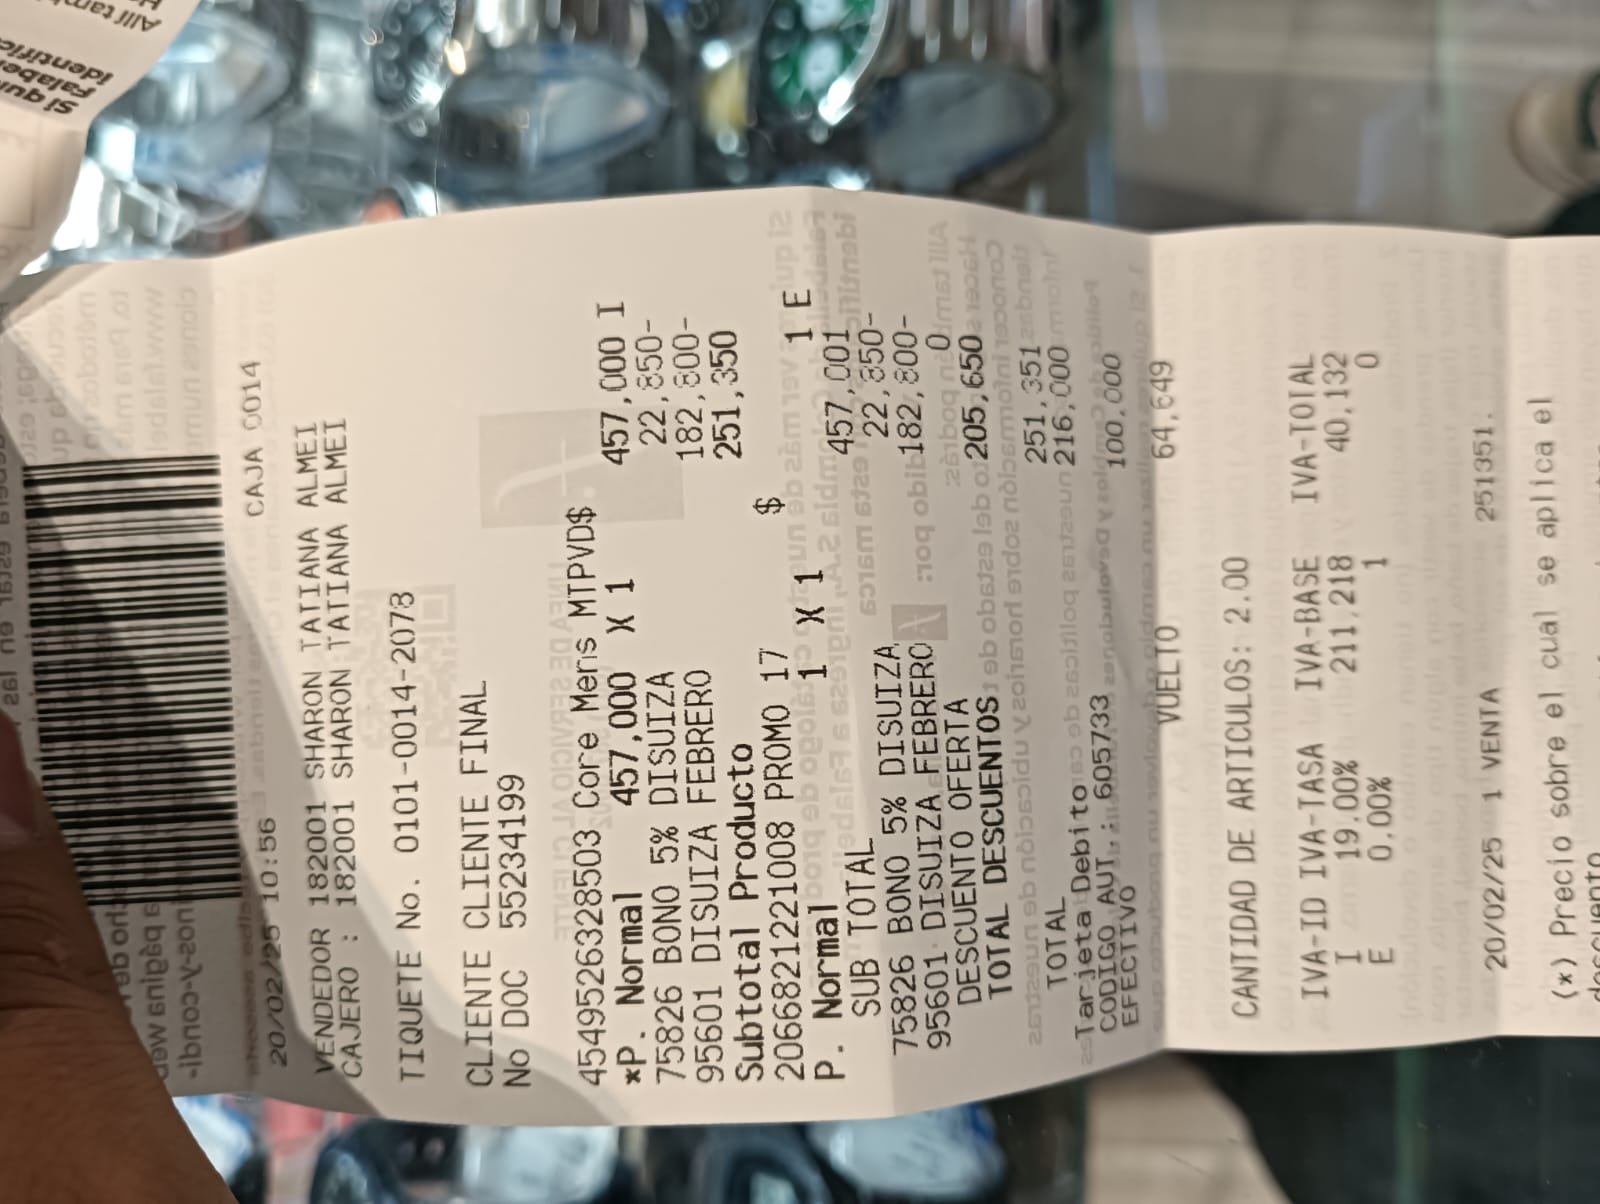 20/02/25 10:56 CAJA 0014
VENDEDOR 182001 SHARON TATIANA ALMEI
CAJERO : 182001 SHARON TATIANA ALMEI
TIQUETE No. 0101-0014-2078
CLIENTE CLIENTE FINAL
No DOC 55234199
4549526328503 Core Mens MTPVD$ 457,000 I
*P. Normal 457,000 X 1
75826 BONO 5% DISUIZA 22,850-
95601 DISUIZA FEBRERO 182,800-
Subtotal Producto 251,350
2066821221008 PROMO 17 $ 1 E
P. Normal 1 X 1
SUB TOTAL 457,001
75826 BONO 5% DISUIZA 22,850-
95601 DISUIZA FEBRERO 182,800-
DESCUENTO OFERTA 0
TOTAL DESCUENTOS 205,650
TOTAL 251,351
Tarjeta Debito 216,000
CODIGO AUT.: 605733
EFECTIVO 100,000
VUELTO 64,649
CANTIDAD DE ARTICULOS: 2.00
IVA-ID IVA-TASA IVA-BASE IVA-TOTAL
I 19.00% 211,218 40,132
E 0.00% 1 0
20/02/25 1 VENTA 251351.
(*) Precio sobre el cual se aplica el